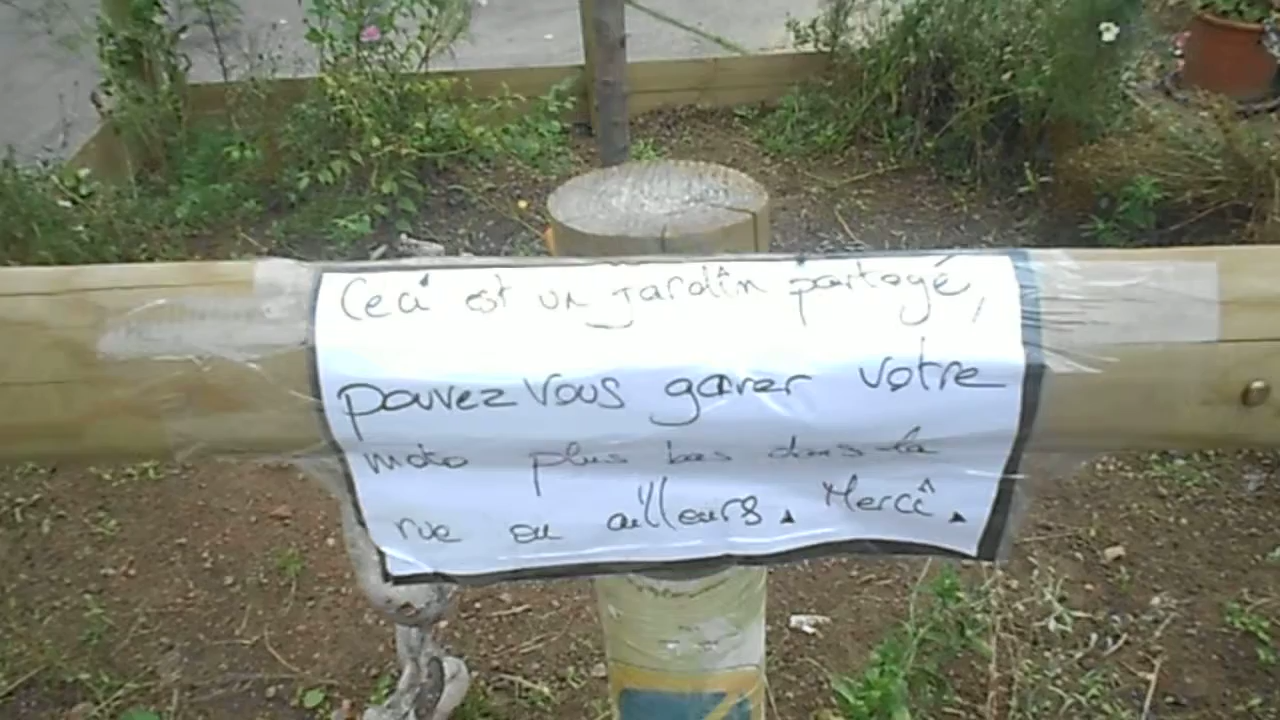 Ceci est un jardin partagé,
pouvez vous garer votre
moto plus bas dans la
rue ou ailleurs. Merci.